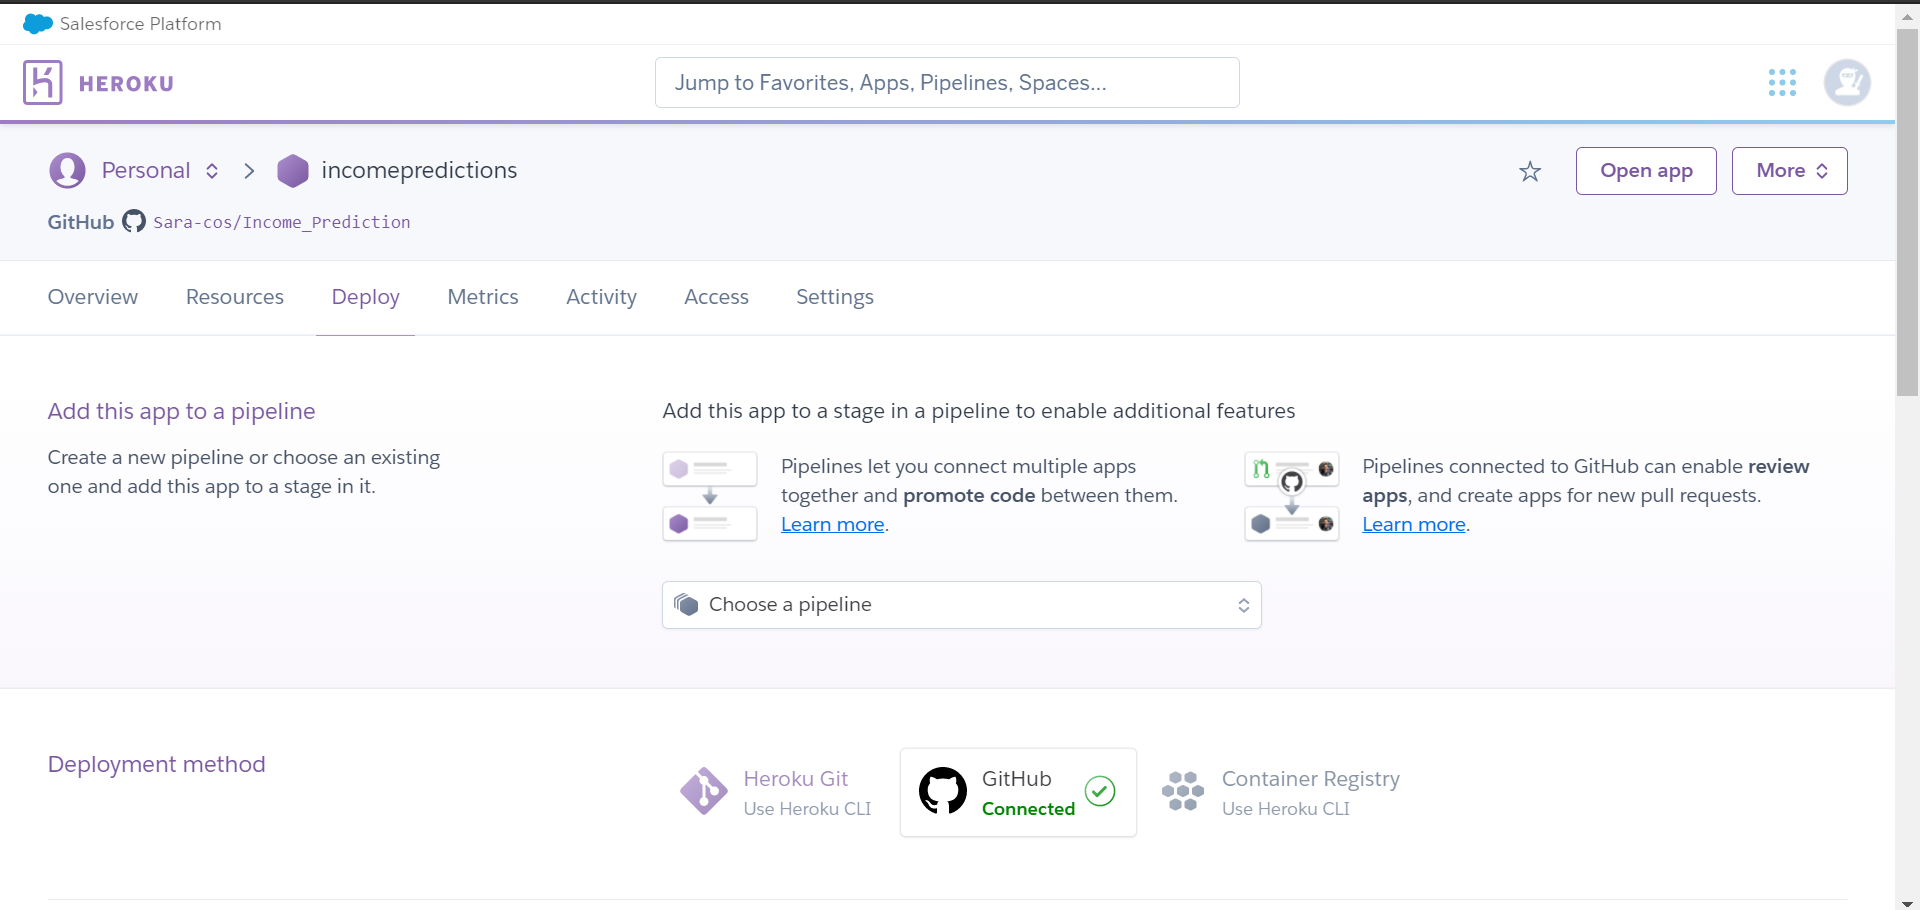 Salesforce Platform
HEROKU
Jump to Favorites, Apps, Pipelines, Spaces...
Personal
incomepredictions
Open app
More
GitHub Sara-cos/Income_Prediction
Overview
Resources
Deploy
Metrics
Activity
Access
Settings
Add this app to a pipeline
Create a new pipeline or choose an existing
one and add this app to a stage in it.
Add this app to a stage in a pipeline to enable additional features
Pipelines let you connect multiple apps
together and promote code between them.
Learn more.
Pipelines connected to GitHub can enable review
apps, and create apps for new pull requests.
Learn more.
Choose a pipeline
Deployment method
Heroku Git
Use Heroku CLI
GitHub
Connected
Container Registry
Use Heroku CLI